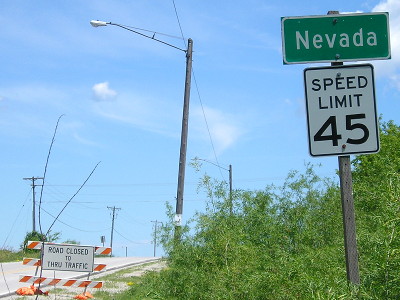 Nevada
SPEED
LIMIT
45
ROAD CLOSED
TO
THRU TRAFFIC